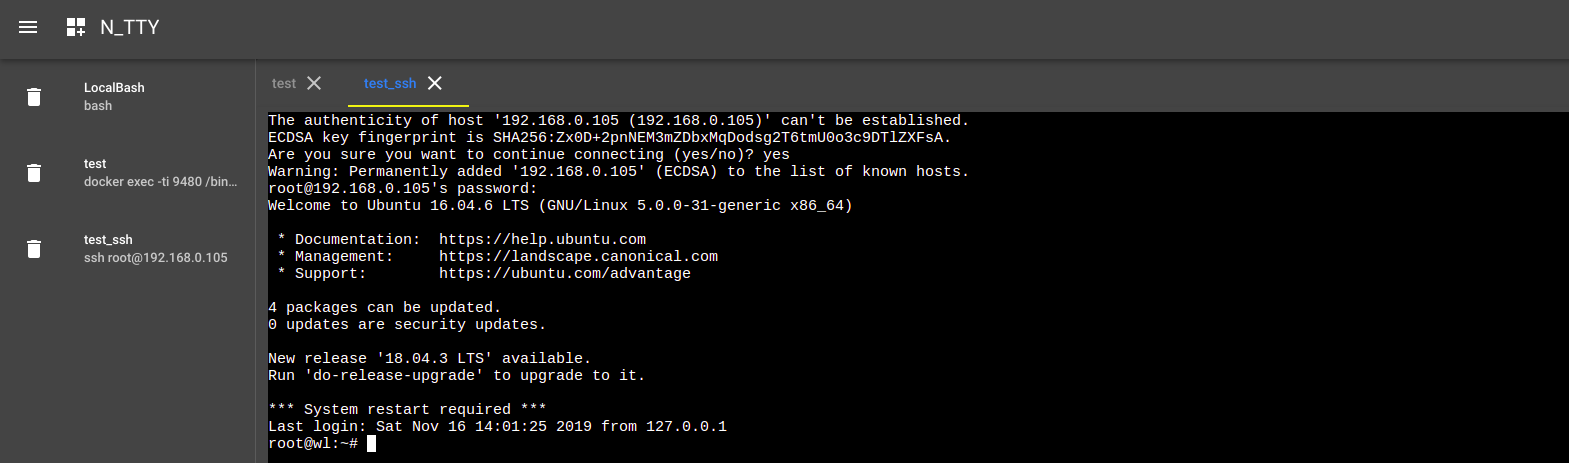 N_TTY
LocalBash
bash
test
docker exec -ti 9480 /bin...
test_ssh
ssh root@192.168.0.105
test
test_ssh
The authenticity of host '192.168.0.105 (192.168.0.105)' can't be established.
ECDSA key fingerprint is SHA256:Zx0D+2pnNEM3mZDbxMqDodsg2T6tmU0o3c9DTlZXFsA.
Are you sure you want to continue connecting (yes/no)? yes
Warning: Permanently added '192.168.0.105' (ECDSA) to the list of known hosts.
root@192.168.0.105's password:
Welcome to Ubuntu 16.04.6 LTS (GNU/Linux 5.0.0-31-generic x86_64)
* Documentation:  https://help.ubuntu.com
* Management:     https://landscape.canonical.com
* Support:        https://ubuntu.com/advantage
4 packages can be updated.
0 updates are security updates.
New release '18.04.3 LTS' available.
Run 'do-release-upgrade' to upgrade to it.
*** System restart required ***
Last login: Sat Nov 16 14:01:25 2019 from 127.0.0.1
root@wl:~#